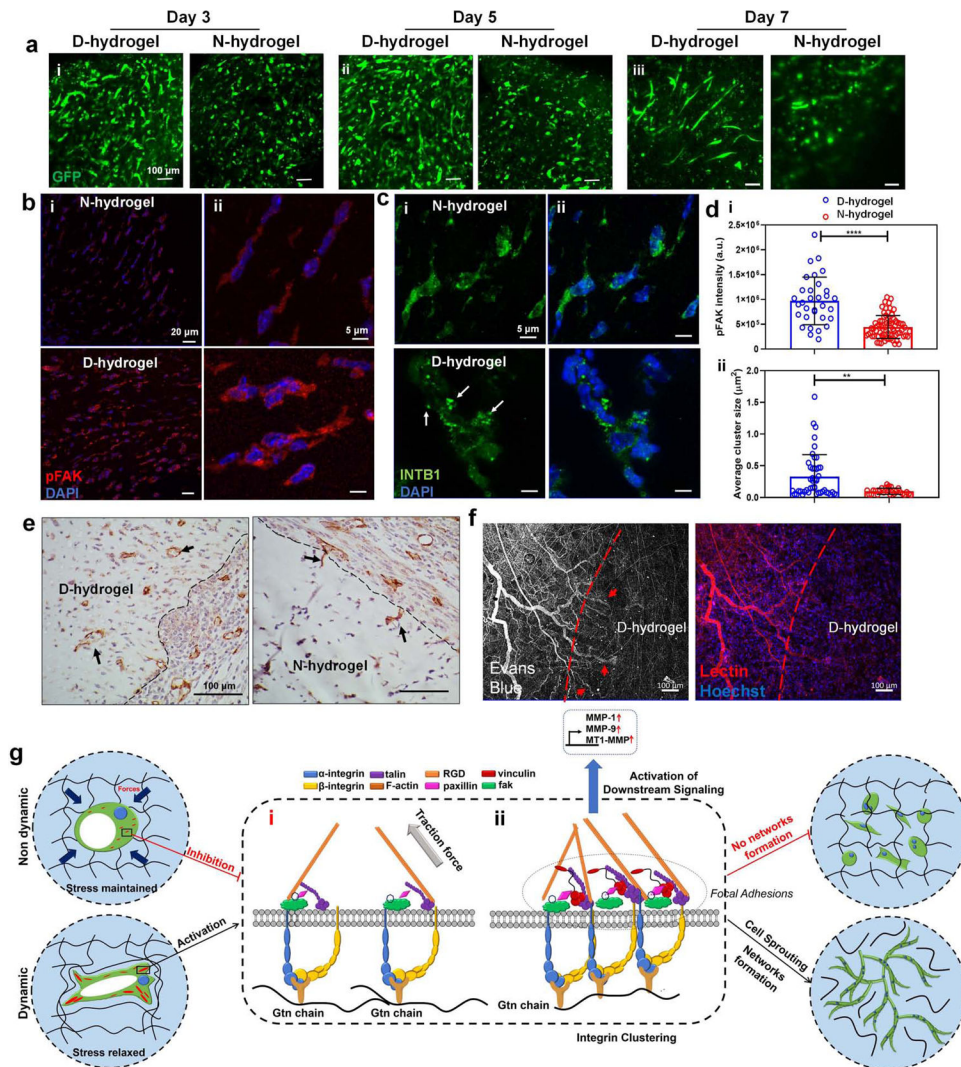 Day 3
Day 5
Day 7
a
D-hydrogel
N-hydrogel
D-hydrogel
N-hydrogel
D-hydrogel
N-hydrogel
i
ii
iii
GFP
100 µm
b
i
N-hydrogel
ii
20 µm
5 µm
D-hydrogel
pFAK
DAPI
c
i
N-hydrogel
ii
5 µm
D-hydrogel
INTB1
DAPI
d
i
D-hydrogel
N-hydrogel
pFAK intensity (a.u.)
2.5×10⁶
2×10⁶
1.5×10⁶
1×10⁶
5×10⁵
0
****
ii
Average cluster size (µm²)
2.0
1.5
1.0
0.5
0.0
**
e
D-hydrogel
100 µm
N-hydrogel
f
D-hydrogel
Evans
Blue
100 µm
D-hydrogel
Lectin
Hoechst
100 µm
MMP-1↑
MMP-9↑
MT1-MMP↑
g
Non dynamic
Forces
Stress maintained
Inhibition
Dynamic
Stress relaxed
Activation
α-integrin
talin
RGD
vinculin
β-integrin
F-actin
paxillin
fak
Activation of
Downstream Signaling
i
Traction force
Gtn chain
Gtn chain
ii
Focal Adhesions
Gtn chain
Integrin Clustering
No networks
formation
Cell Sprouting
Networks
formation